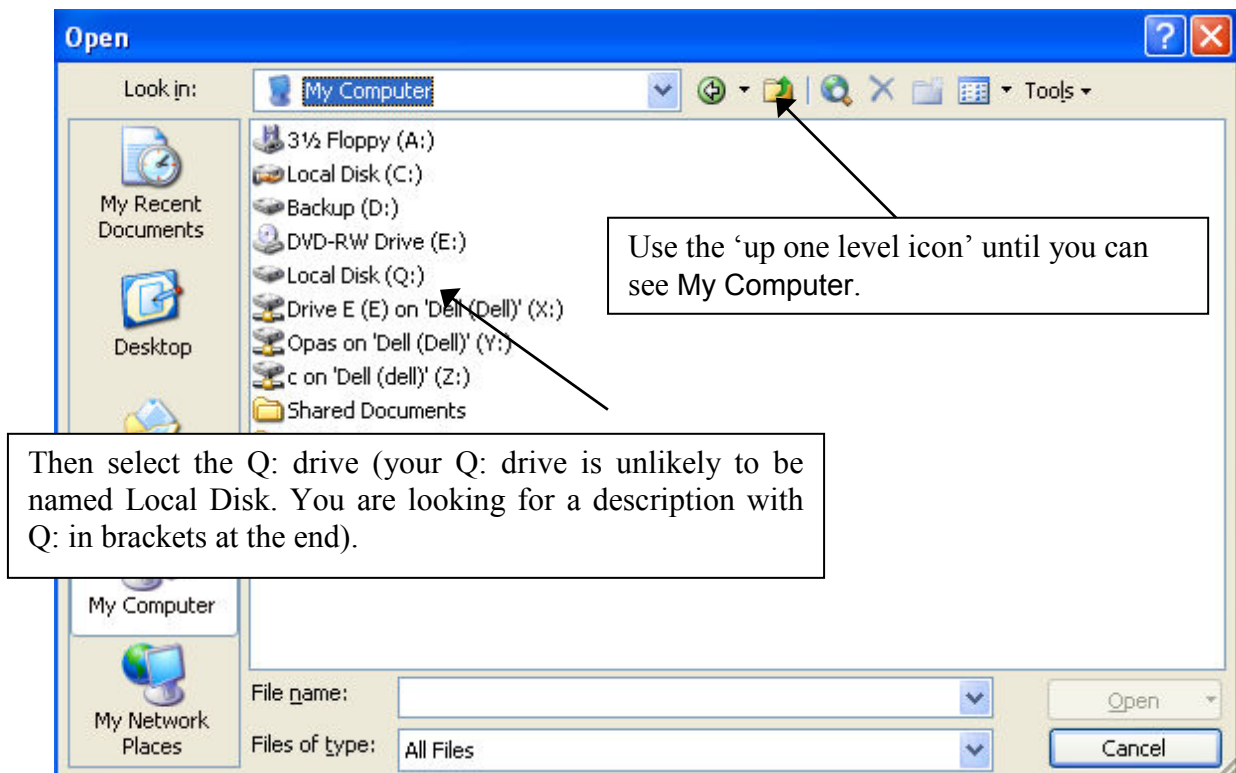 Open
Look in:
My Computer
Tools
My Recent
Documents
Desktop
My Computer
My Network
Places
3½ Floppy (A:)
Local Disk (C:)
Backup (D:)
DVD-RW Drive (E:)
Local Disk (Q:)
Drive E (E) on 'Dell (Dell)' (X:)
Opas on 'Dell (Dell)' (Y:)
c on 'Dell (dell)' (Z:)
Shared Documents
Use the ‘up one level icon’ until you can
see My Computer.
Then select the Q: drive (your Q: drive is unlikely to be
named Local Disk. You are looking for a description with
Q: in brackets at the end).
File name:
Open
Files of type:
All Files
Cancel